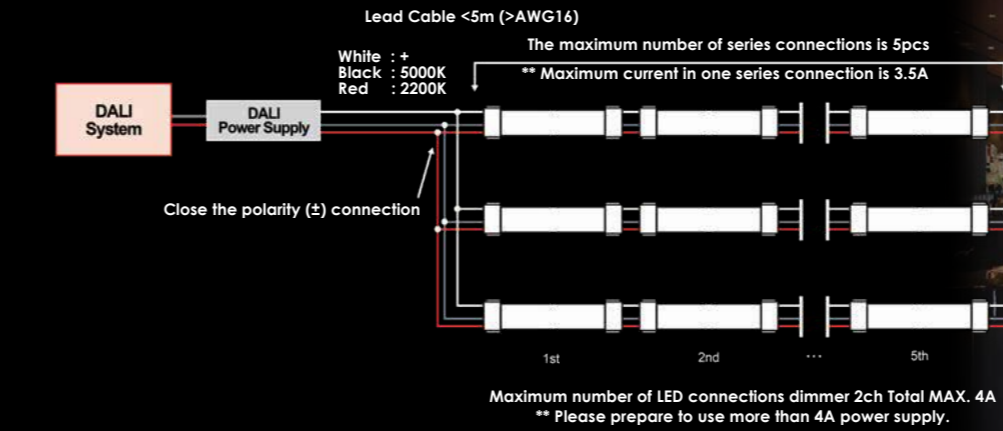 Lead Cable <5m (>AWG16)
The maximum number of series connections is 5pcs
White : +
Black : 5000K
Red : 2200K
** Maximum current in one series connection is 3.5A
DALI
System
DALI
Power Supply
Close the polarity (±) connection
1st
2nd
...
5th
Maximum number of LED connections dimmer 2ch Total MAX. 4A
** Please prepare to use more than 4A power supply.